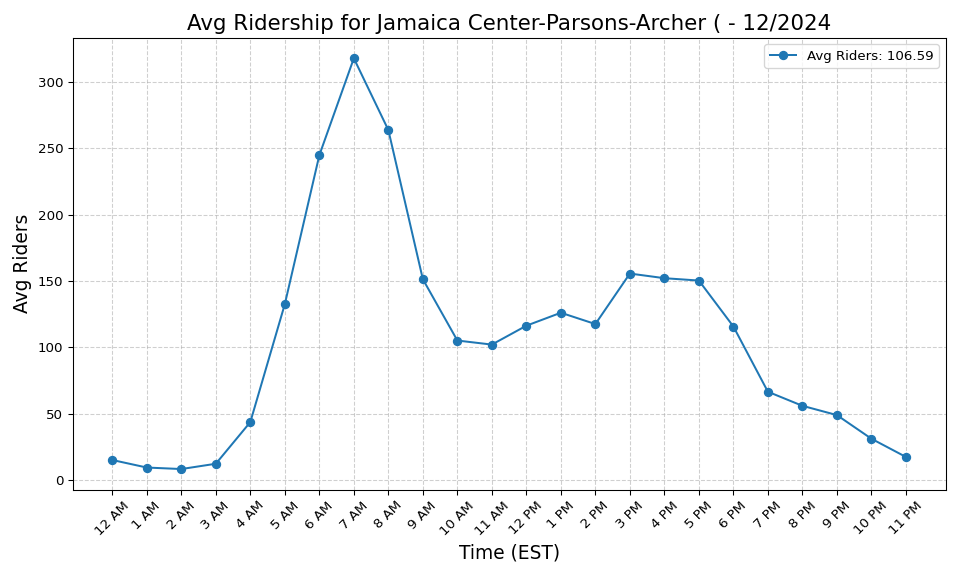 Avg Ridership for Jamaica Center-Parsons-Archer ( - 12/2024
Avg Riders: 106.59
Avg Riders
300
250
200
150
100
50
0
12 AM
1 AM
2 AM
3 AM
4 AM
5 AM
6 AM
7 AM
8 AM
9 AM
10 AM
11 AM
12 PM
1 PM
2 PM
3 PM
4 PM
5 PM
6 PM
7 PM
8 PM
9 PM
10 PM
11 PM
Time (EST)